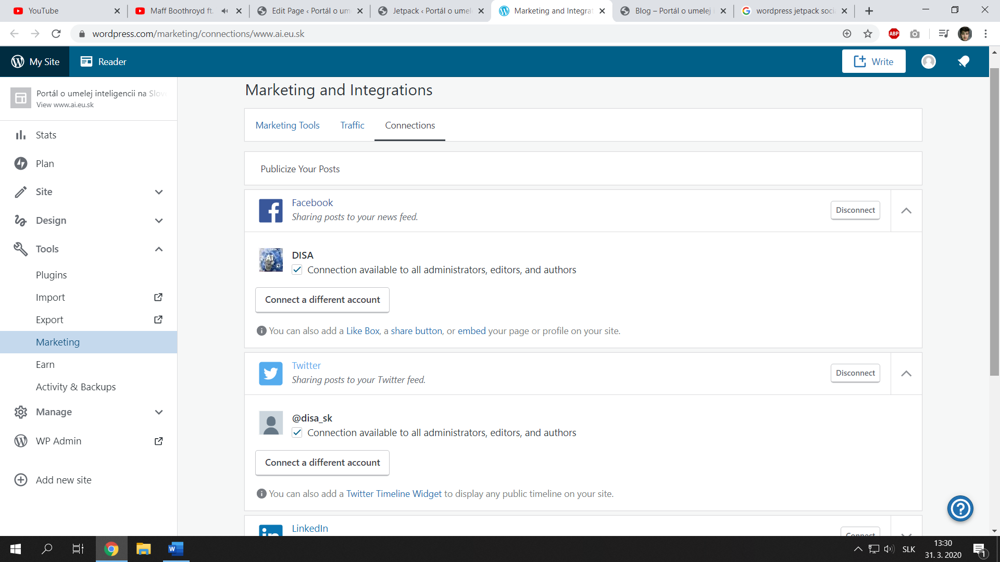 YouTube
Maff Boothroyd ft.
Edit Page ‹ Portál o um
Jetpack ‹ Portál o umel
Marketing and Integrat
Blog – Portál o umelej i
wordpress jetpack soci
wordpress.com/marketing/connections/www.ai.eu.sk
ABP
My Site
Reader
Write
Portál o umelej inteligencii na Slov
View www.ai.eu.sk
Stats
Plan
Site
Design
Tools
Plugins
Import
Export
Marketing
Earn
Activity & Backups
Manage
WP Admin
Add new site
Marketing and Integrations
Marketing Tools
Traffic
Connections
Publicize Your Posts
Facebook
Sharing posts to your news feed.
Disconnect
DISA
Connection available to all administrators, editors, and authors
Connect a different account
You can also add a Like Box, a share button, or embed your page or profile on your site.
Twitter
Sharing posts to your Twitter feed.
Disconnect
@disa_sk
Connection available to all administrators, editors, and authors
Connect a different account
You can also add a Twitter Timeline Widget to display any public timeline on your site.
LinkedIn
Connect
SLK
13:30
31. 3. 2020
1